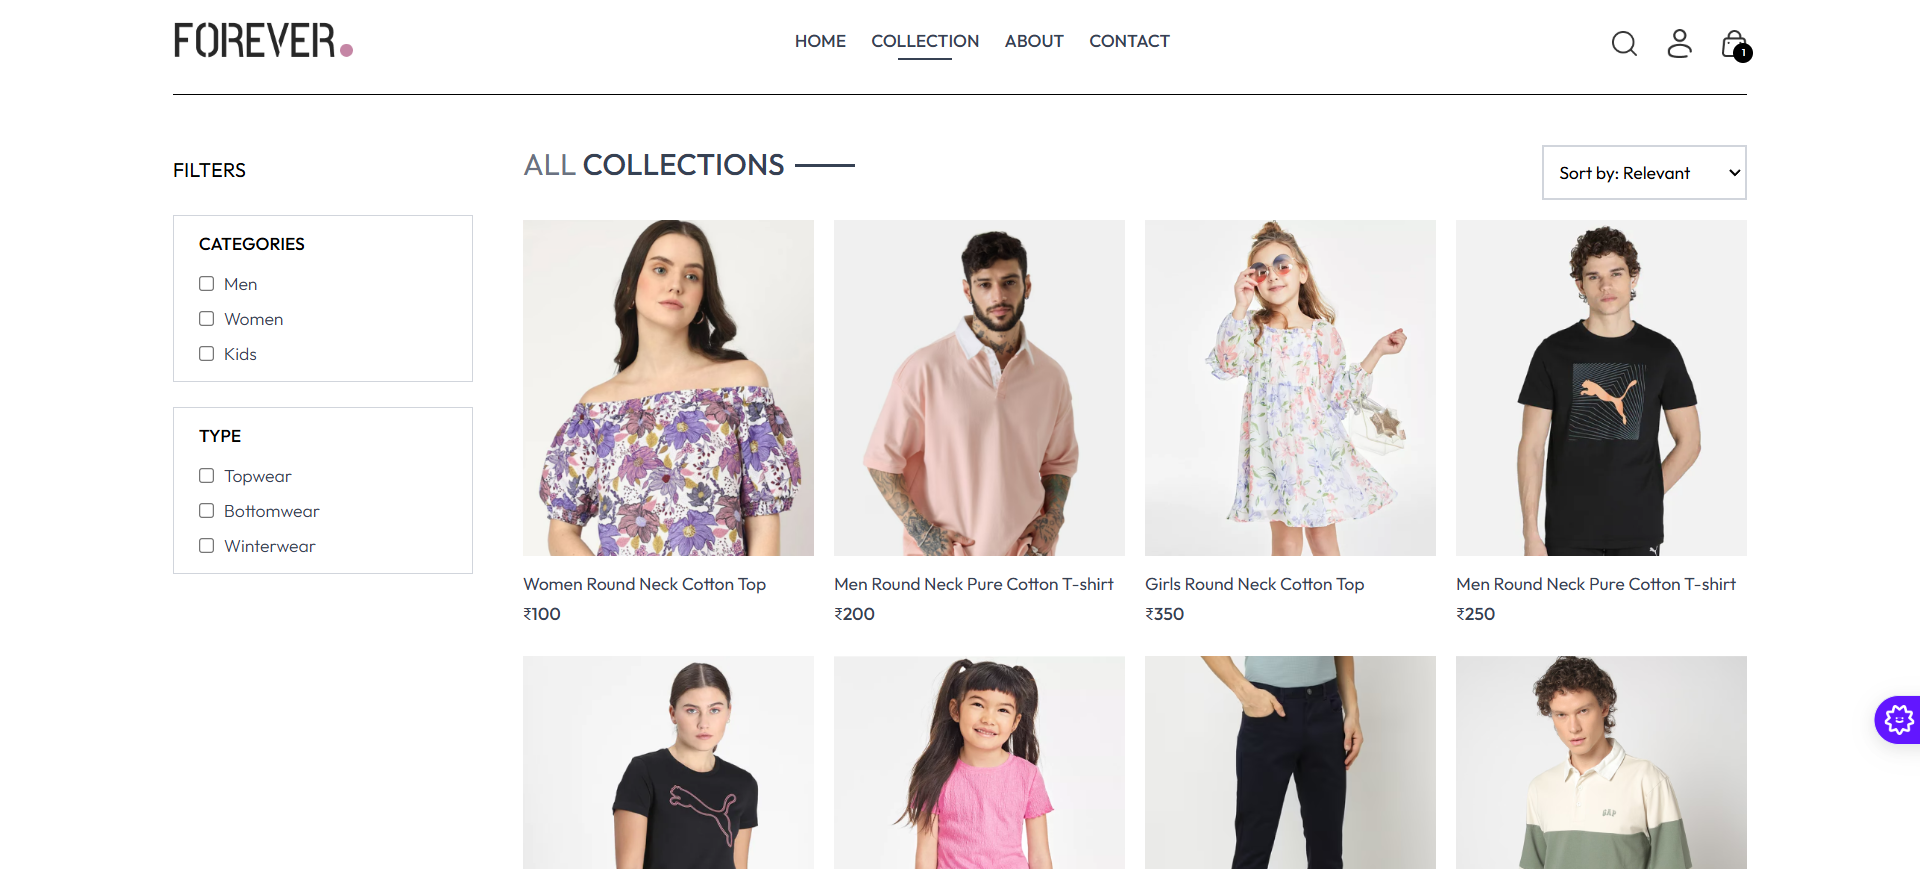 FOREVER.
HOME COLLECTION ABOUT CONTACT
1
FILTERS
CATEGORIES
Men
Women
Kids
TYPE
Topwear
Bottomwear
Winterwear
ALL COLLECTIONS
Sort by: Relevant
Women Round Neck Cotton Top
₹100
Men Round Neck Pure Cotton T-shirt
₹200
Girls Round Neck Cotton Top
₹350
Men Round Neck Pure Cotton T-shirt
₹250